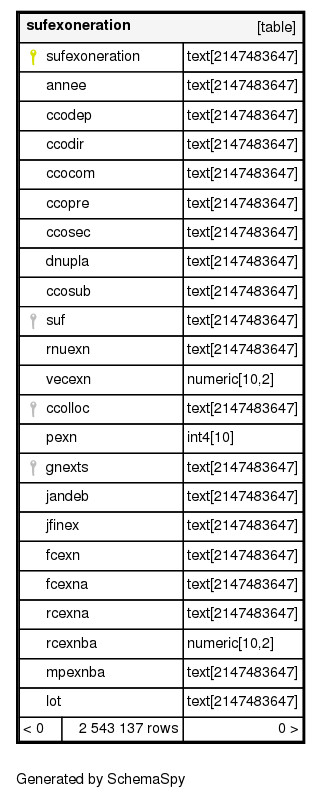 sufexoneration [table]
sufexoneration text[2147483647]
annee text[2147483647]
ccodep text[2147483647]
ccodir text[2147483647]
ccocom text[2147483647]
ccopre text[2147483647]
ccosec text[2147483647]
dnupla text[2147483647]
ccosub text[2147483647]
suf text[2147483647]
rnuexn text[2147483647]
vecexn numeric[10,2]
ccolloc text[2147483647]
pexn int4[10]
gnexts text[2147483647]
jandeb text[2147483647]
jfinex text[2147483647]
fcexn text[2147483647]
fcexna text[2147483647]
rcexna text[2147483647]
rcexnba numeric[10,2]
mpexnba text[2147483647]
lot text[2147483647]
< 0 2 543 137 rows 0 >
Generated by SchemaSpy